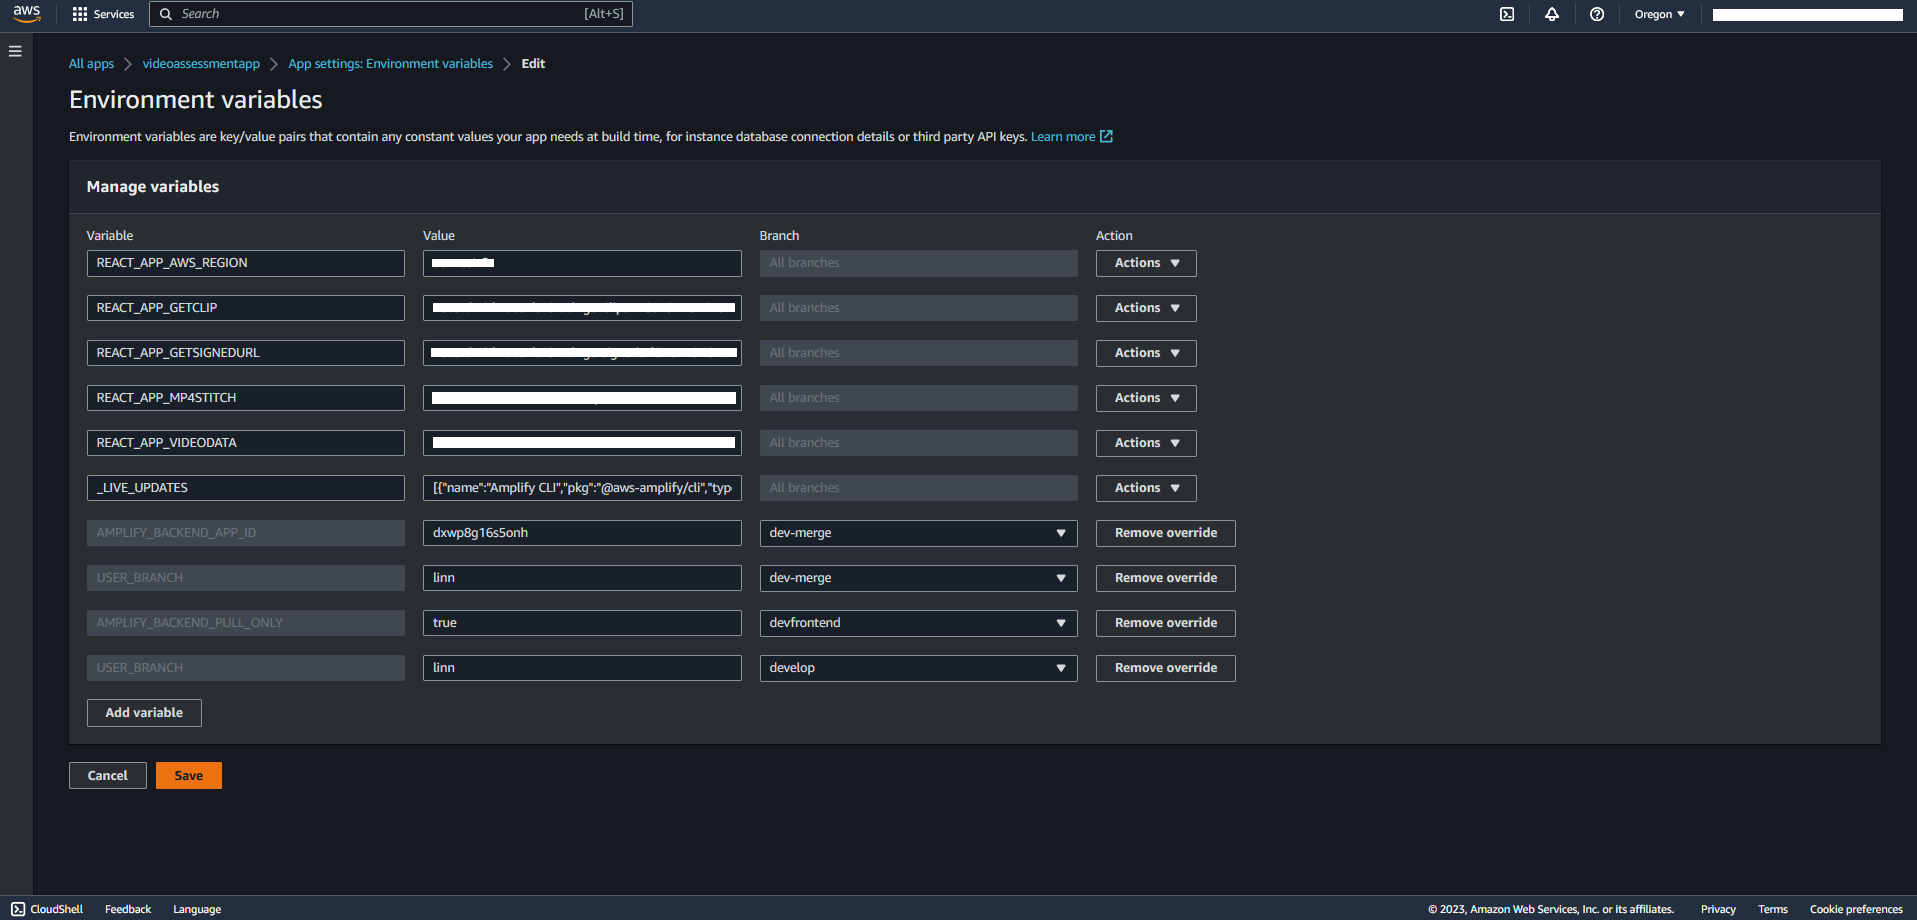 aws Services Search [Alt+S] Oregon
All apps videoassessmentapp App settings: Environment variables Edit
Environment variables
Environment variables are key/value pairs that contain any constant values your app needs at build time, for instance database connection details or third party API keys. Learn more
Manage variables
Variable Value Branch Action
REACT_APP_AWS_REGION All branches Actions
REACT_APP_GETCLIP All branches Actions
REACT_APP_GETSIGNEDURL All branches Actions
REACT_APP_MP4STITCH All branches Actions
REACT_APP_VIDEODATA All branches Actions
_LIVE_UPDATES [{"name":"Amplify CLI","pkg":"@aws-amplify/cli","typ All branches Actions
AMPLIFY_BACKEND_APP_ID dxwp8g16s5onh dev-merge Remove override
USER_BRANCH linn dev-merge Remove override
AMPLIFY_BACKEND_PULL_ONLY true devfrontend Remove override
USER_BRANCH linn develop Remove override
Add variable
Cancel Save
CloudShell Feedback Language © 2023, Amazon Web Services, Inc. or its affiliates. Privacy Terms Cookie preferences